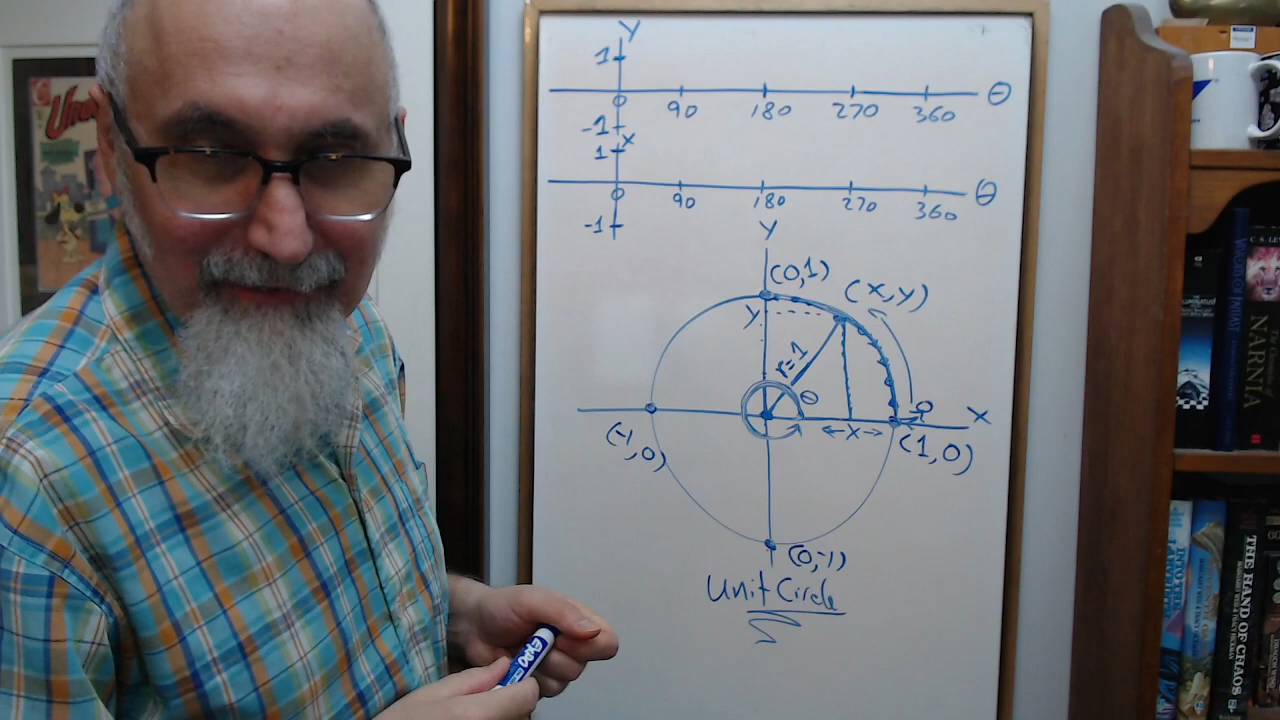 Y
1
0 90 180 270 360 θ
-1
X
1
0 90 180 270 360 θ
-1
Y
(0,1)
(X,Y)
Y
r=1
θ
X
(-1,0)
←X→
(1,0)
(0,-1)
Unit Circle
EXPO
NARNIA
THE HAND OF CHAOS